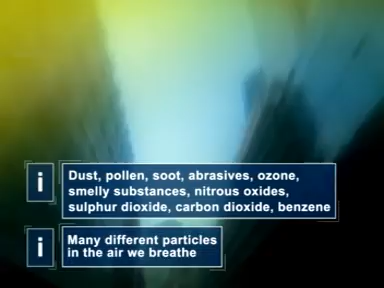 i
Dust, pollen, soot, abrasives, ozone,
smelly substances, nitrous oxides,
sulphur dioxide, carbon dioxide, benzene
i
Many different particles
in the air we breathe